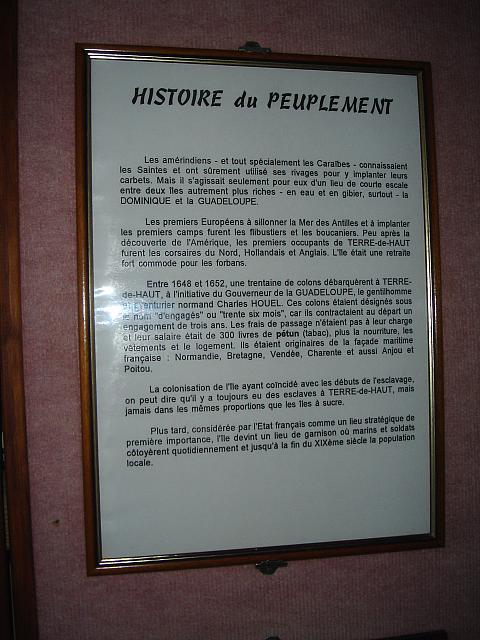 HISTOIRE du PEUPLEMENT
Les amérindiens - et tout spécialement les Caraïbes - connaissaient
les Saintes et ont sûrement utilisé ses rivages pour y implanter leurs
carbets. Mais il s'agissait seulement pour eux d'un lieu de courte escale
entre deux îles autrement plus riches - en eau et en gibier, surtout - la
DOMINIQUE et la GUADELOUPE.
Les premiers Européens à sillonner la Mer des Antilles et à implanter
les premiers camps furent les flibustiers et les boucaniers. Peu après la
découverte de l'Amérique, les premiers occupants de TERRE-de-HAUT
furent les corsaires du Nord, Hollandais et Anglais. L'île était une retraite
fort commode pour les forbans.
Entre 1648 et 1652, une trentaine de colons débarquèrent à TERRE-
de-HAUT, à l'initiative du Gouverneur de la GUADELOUPE, le gentilhomme
et aventurier normand Charles HOUEL. Ces colons étaient désignés sous
le nom "d'engagés" ou "trente six mois", car ils contractaient au départ un
engagement de trois ans. Les frais de passage n'étaient pas à leur charge
et leur salaire était de 300 livres de pétun (tabac), plus la nourriture, les
vêtements et le logement. Ils étaient originaires de la façade maritime
française : Normandie, Bretagne, Vendée, Charente et aussi Anjou et
Poitou.
La colonisation de l'île ayant coïncidé avec les débuts de l'esclavage,
on peut dire qu'il y a toujours eu des esclaves à TERRE-de-HAUT, mais
jamais dans les mêmes proportions que les îles à sucre.
Plus tard, considérée par l'Etat français comme un lieu stratégique de
première importance, l'île devint un lieu de garnison où marins et soldats
côtoyèrent quotidiennement et jusqu'à la fin du XIXème siècle la population
locale.